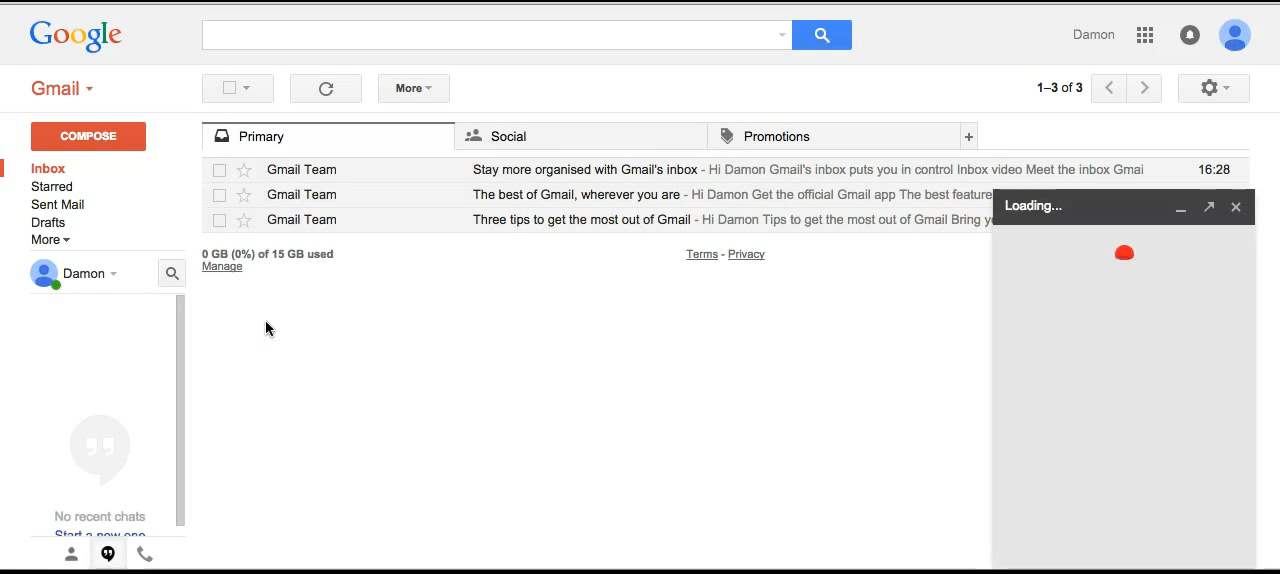 Google
Damon
Gmail
More
1–3 of 3
COMPOSE
Primary
Social
Promotions
+
Inbox
Starred
Sent Mail
Drafts
More
Gmail Team Stay more organised with Gmail's inbox - Hi Damon Gmail's inbox puts you in control Inbox video Meet the inbox Gmai 16:28
Gmail Team The best of Gmail, wherever you are - Hi Damon Get the official Gmail app The best feature
Gmail Team Three tips to get the most out of Gmail - Hi Damon Tips to get the most out of Gmail Bring
Loading...
0 GB (0%) of 15 GB used
Manage
Terms - Privacy
Damon
No recent chats
Start a new one